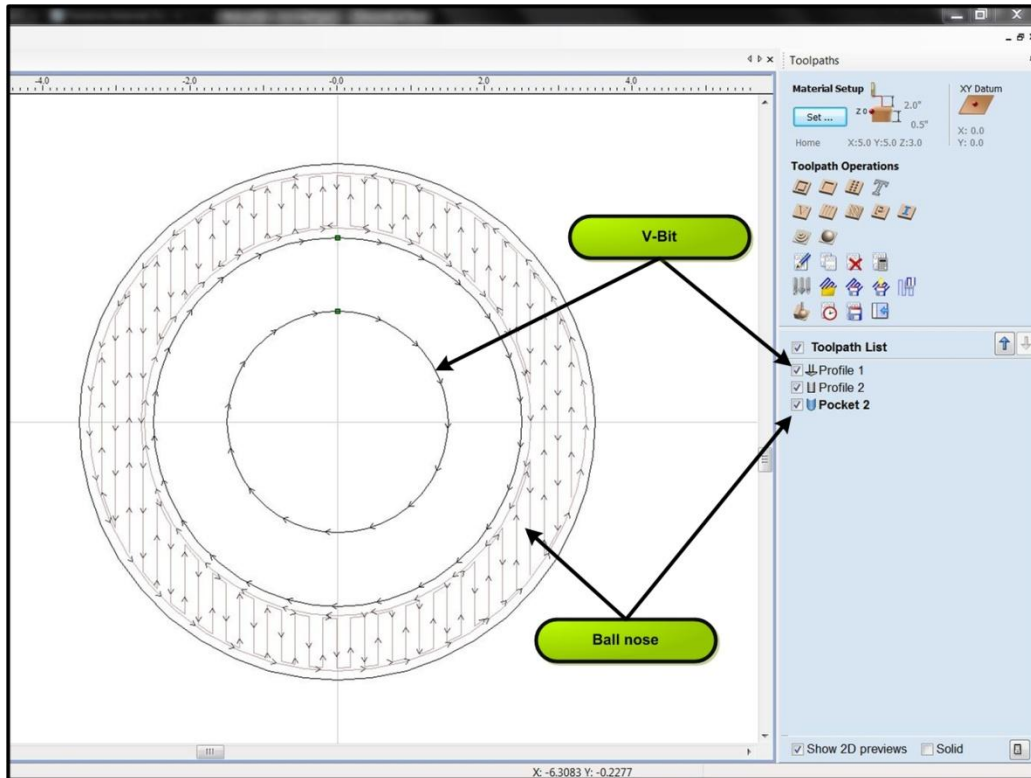 Toolpaths
-4.0 -2.0 -0.0 2.0 4.0
Material Setup
XY Datum
Set ...
Z 0
2.0"
0.5"
X: 0.0
Y: 0.0
Home X:5.0 Y:5.0 Z:3.0
Toolpath Operations
V-Bit
Toolpath List
Profile 1
Profile 2
Pocket 2
Ball nose
Show 2D previews Solid
X: -6.3083 Y: -0.2277